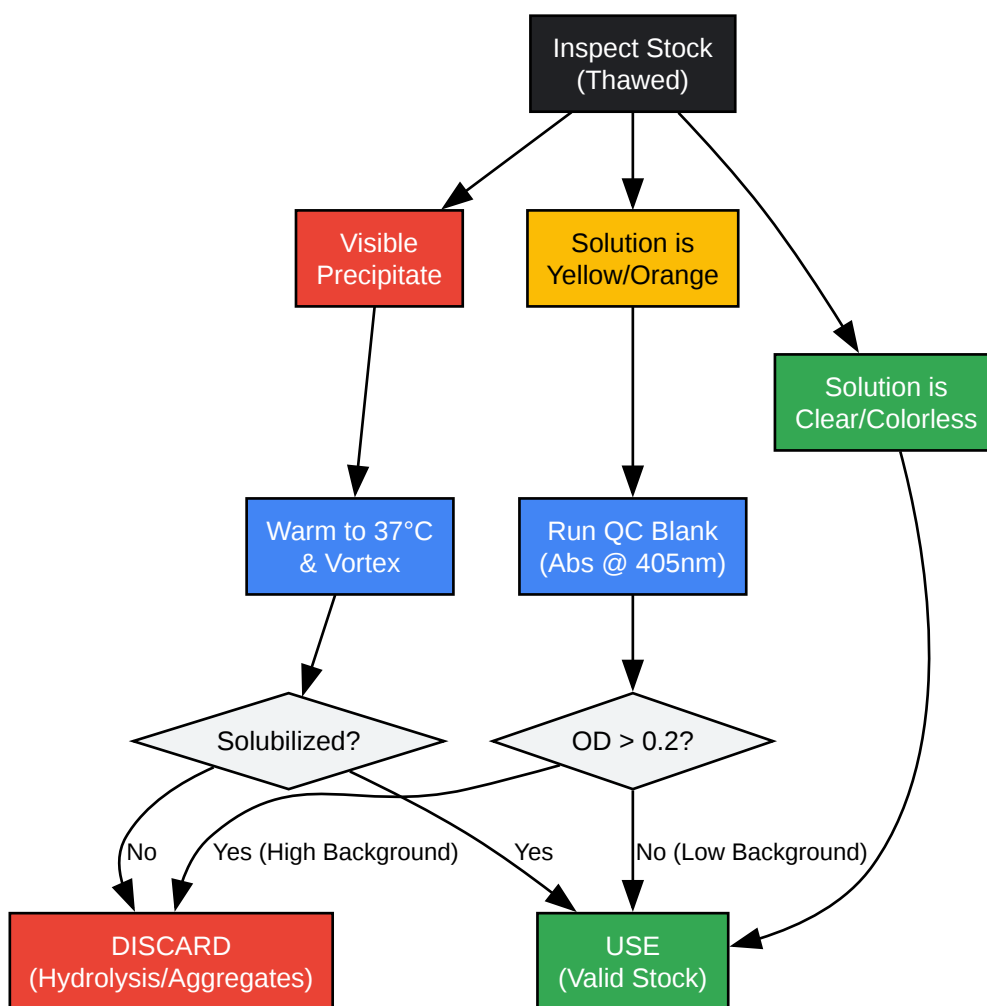 Inspect Stock
(Thawed)
Visible
Precipitate
Solution is
Yellow/Orange
Solution is
Clear/Colorless
Warm to 37°C
& Vortex
Run QC Blank
(Abs @ 405nm)
Solubilized?
OD > 0.2?
No
Yes (High Background)
Yes
No (Low Background)
DISCARD
(Hydrolysis/Aggregates)
USE
(Valid Stock)